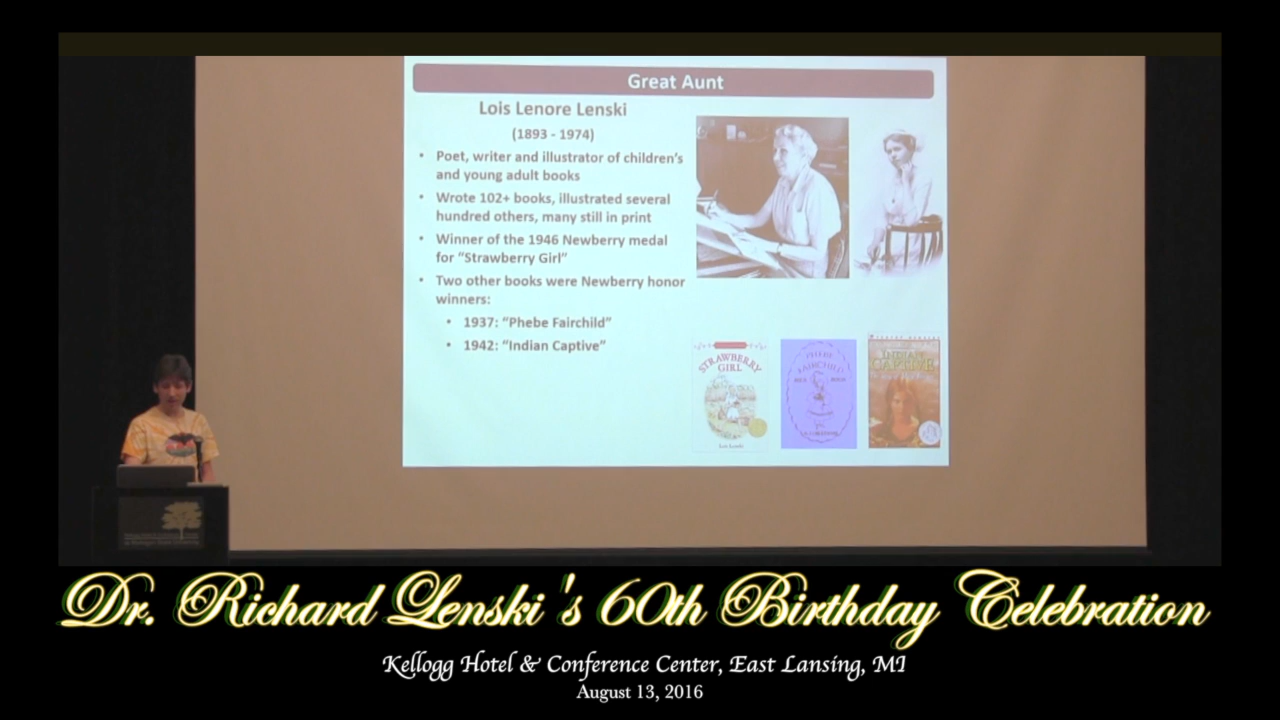 Great Aunt
Lois Lenore Lenski
(1893 - 1974)
• Poet, writer and illustrator of children's
and young adult books
• Wrote 102+ books, illustrated several
hundred others, many still in print
• Winner of the 1946 Newberry medal
for "Strawberry Girl"
• Two other books were Newberry honor
winners:
• 1937: "Phebe Fairchild"
• 1942: "Indian Captive"
STRAWBERRY
GIRL
Lois Lenski
PHEBE
FAIRCHILD
INDIAN
CAPTIVE
Dr. Richard Lenski's 60th Birthday Celebration
Kellogg Hotel & Conference Center, East Lansing, MI
August 13, 2016